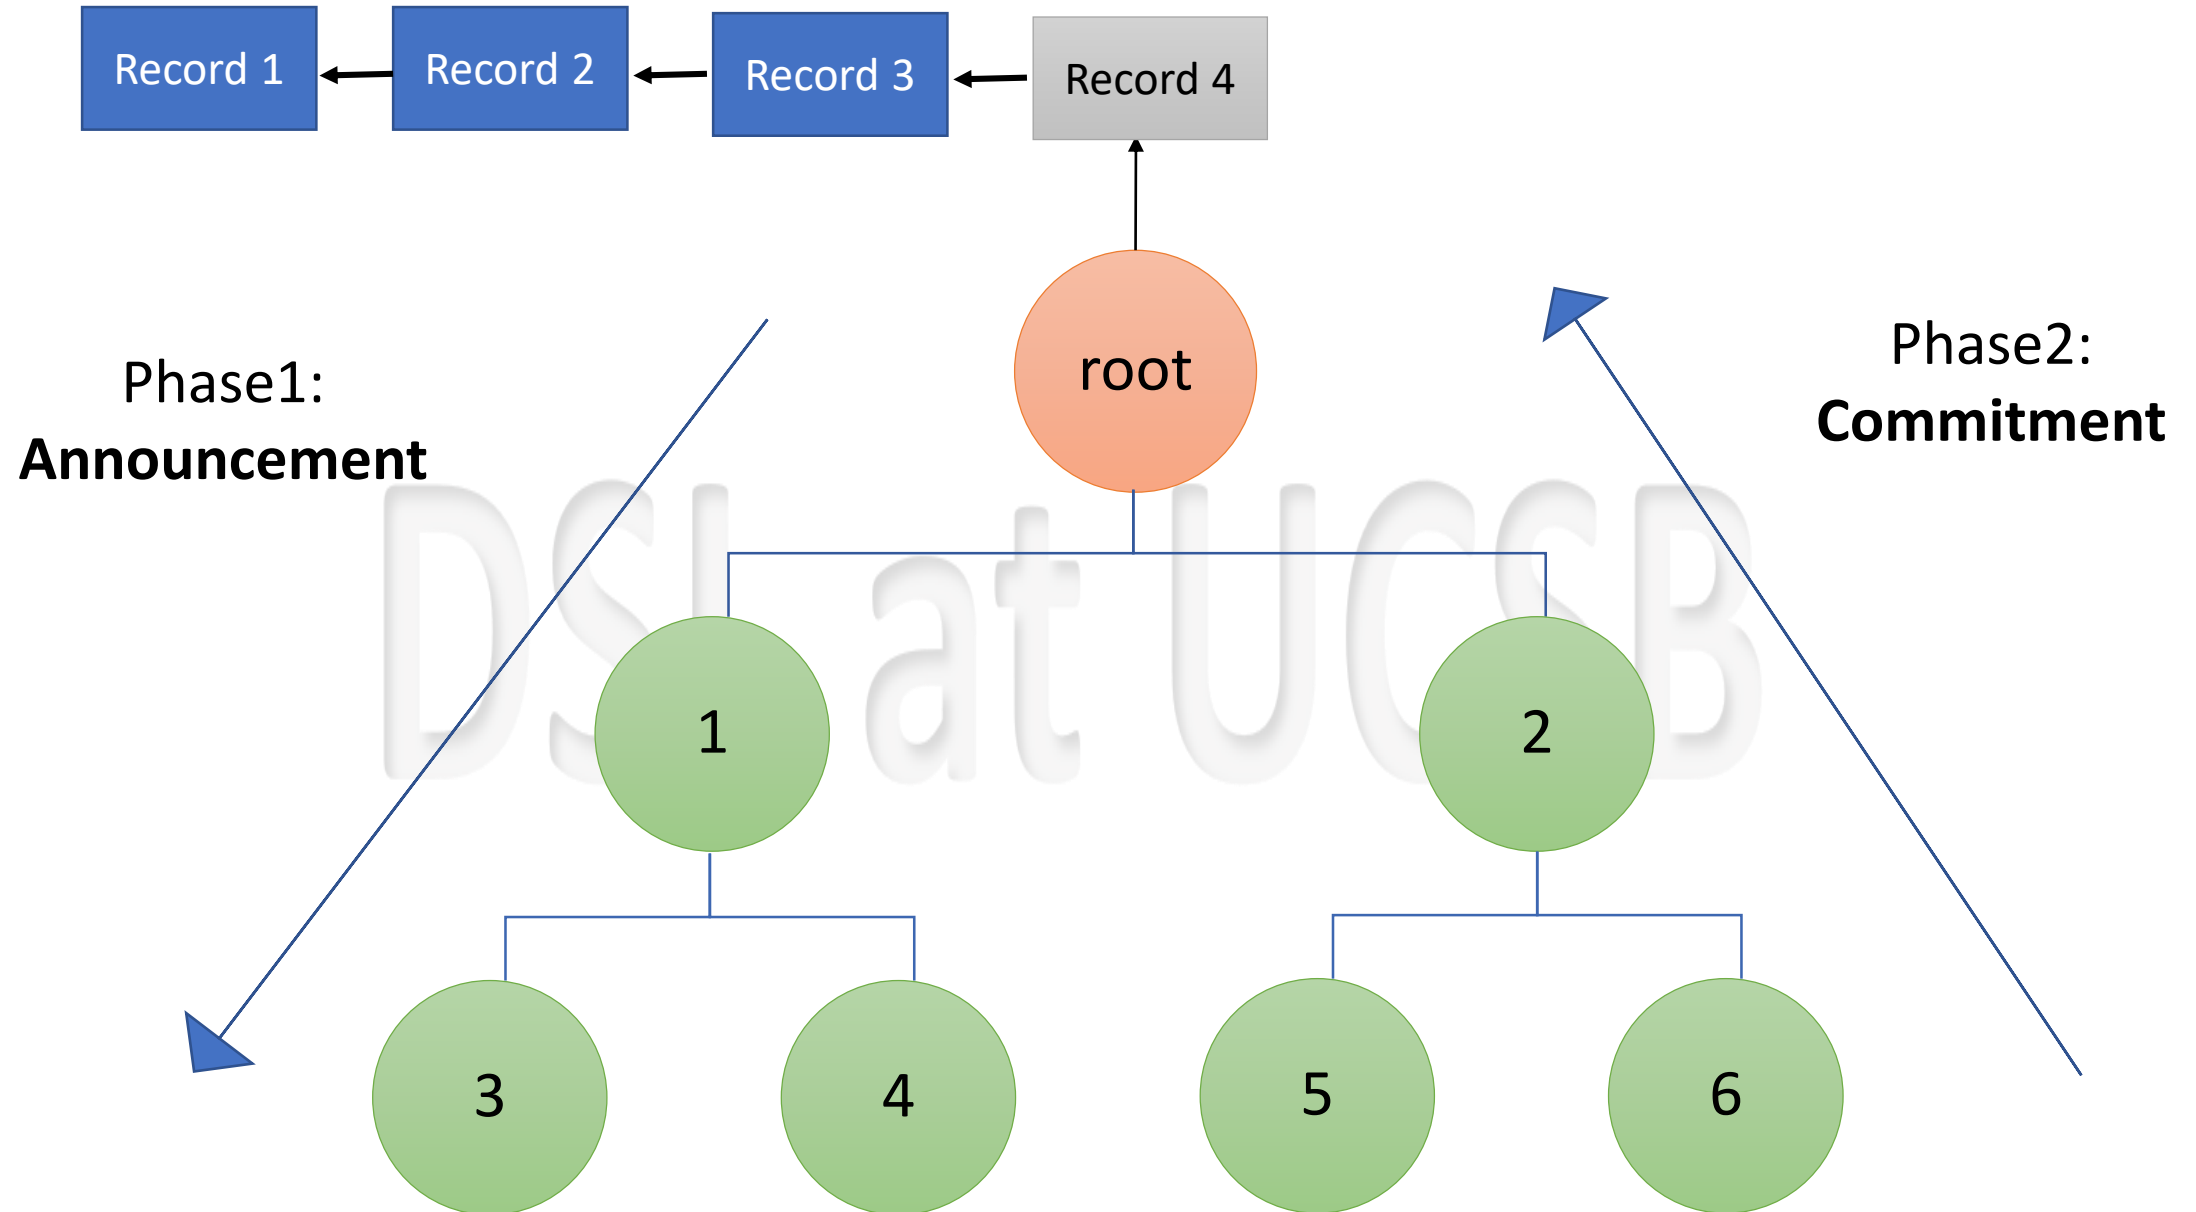 Record 1
Record 2
Record 3
Record 4
root
Phase1:
Announcement
Phase2:
Commitment
DSL at UCSB
1
2
3
4
5
6